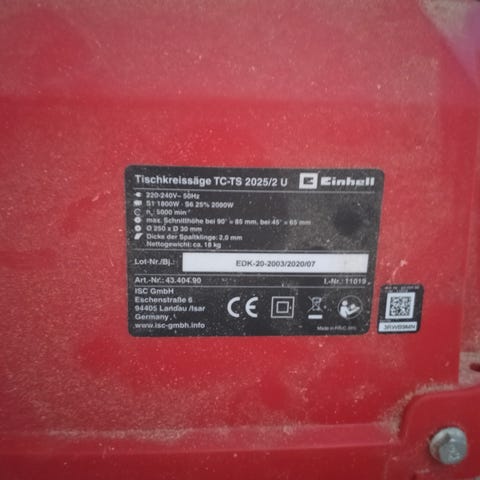 Tischkreissäge TC-TS 2025/2 U
Einhell
220-240V~ 50Hz
S1 1800W · S6 25% 2000W
n₀: 5000 min⁻¹
max. Schnitthöhe bei 90° = 85 mm, bei 45° = 65 mm
Ø 250 x Ø 30 mm
Dicke der Spaltklinge: 2,0 mm
Nettogewicht: ca. 18 kg
Lot-Nr./Bj.:
EDK-20-2003/2020/07
Art.-Nr.: 43.404.90
I.-Nr.: 11019
ISC GmbH
Eschenstraße 6
94405 Landau/Isar
Germany
www.isc-gmbh.info
CE
3RWB9M4N